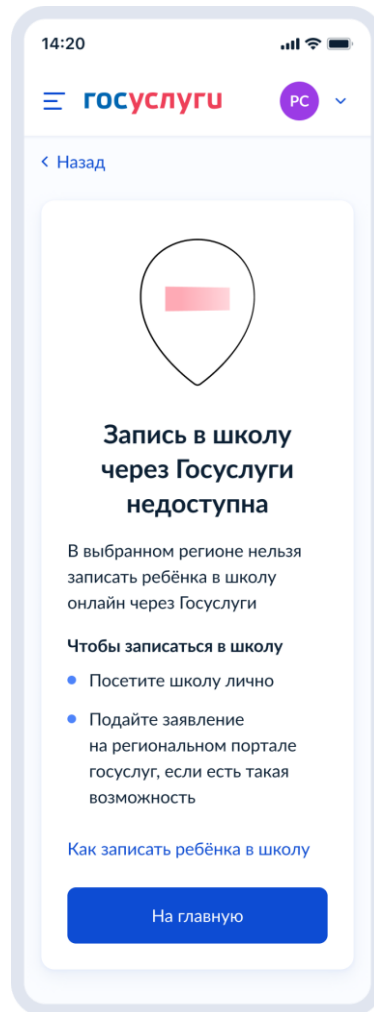 14:20
госуслуги
РС
Назад
Запись в школу
через Госуслуги
недоступна
В выбранном регионе нельзя
записать ребёнка в школу
онлайн через Госуслуги
Чтобы записаться в школу
Посетите школу лично
Подайте заявление
на региональном портале
госуслуг, если есть такая
возможность
Как записать ребёнка в школу
На главную